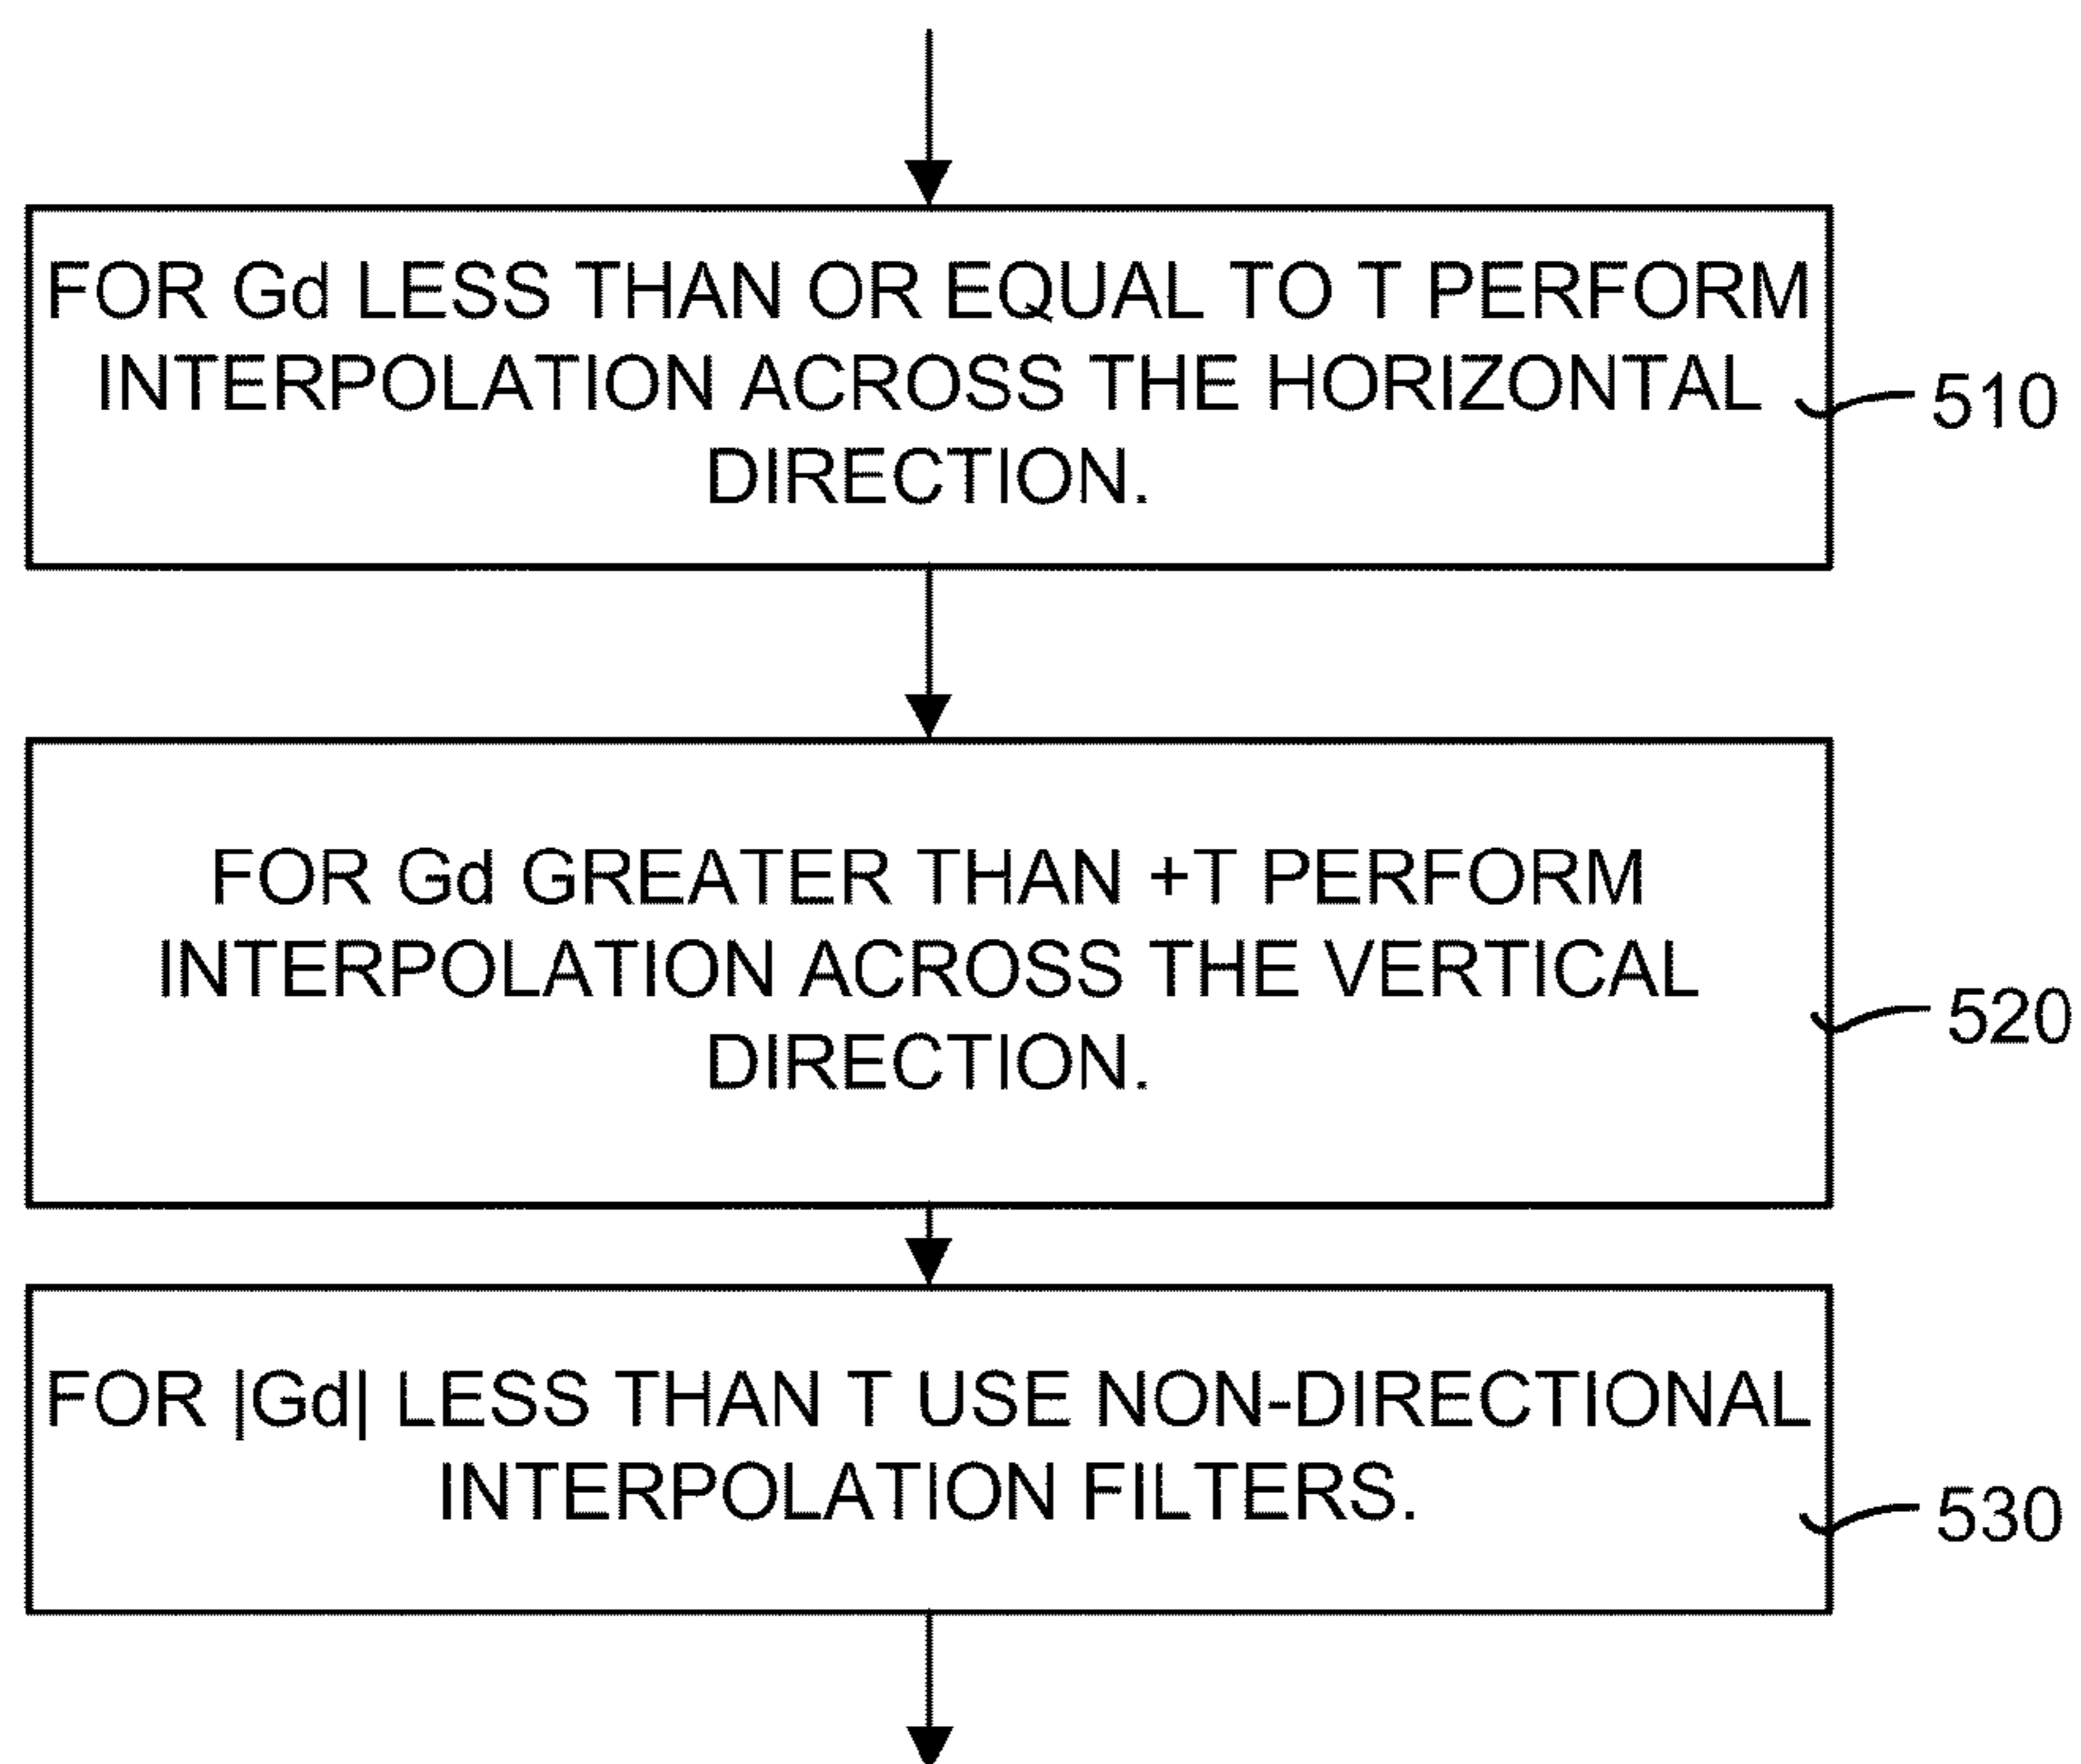 FOR Gd LESS THAN OR EQUAL TO T PERFORM
INTERPOLATION ACROSS THE HORIZONTAL
DIRECTION.
510
FOR Gd GREATER THAN +T PERFORM
INTERPOLATION ACROSS THE VERTICAL
DIRECTION.
520
FOR |Gd| LESS THAN T USE NON-DIRECTIONAL
INTERPOLATION FILTERS.
530